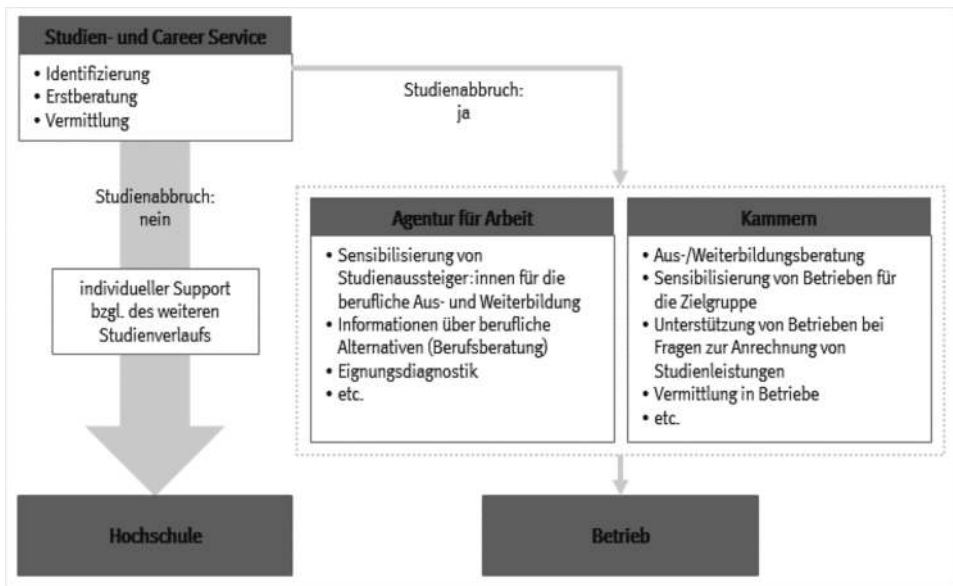 Studien- und Career Service
• Identifizierung
• Erstberatung
• Vermittlung
Studienabbruch:
ja
Studienabbruch:
nein
individueller Support
bzgl. des weiteren
Studienverlaufs
Agentur für Arbeit
• Sensibilisierung von
Studienaussteiger:innen für die
berufliche Aus- und Weiterbildung
• Informationen über berufliche
Alternativen (Berufsberatung)
• Eignungsdiagnostik
• etc.
Kammern
• Aus-/Weiterbildungsberatung
• Sensibilisierung von Betrieben für
die Zielgruppe
• Unterstützung von Betrieben bei
Fragen zur Anrechnung von
Studienleistungen
• Vermittlung in Betriebe
• etc.
Hochschule
Betrieb